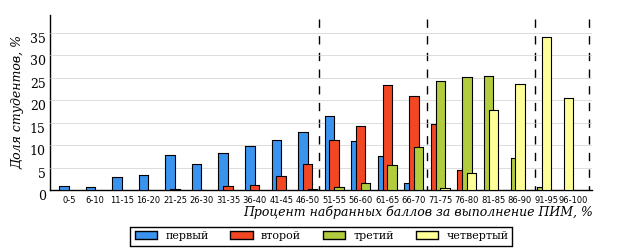 Доля студентов, %
35
30
25
20
15
10
5
0
0-5 6-10 11-15 16-20 21-25 26-30 31-35 36-40 41-45 46-50 51-55 56-60 61-65 66-70 71-75 76-80 81-85 86-90 91-95 96-100
Процент набранных баллов за выполнение ПИМ, %
первый второй третий четвертый